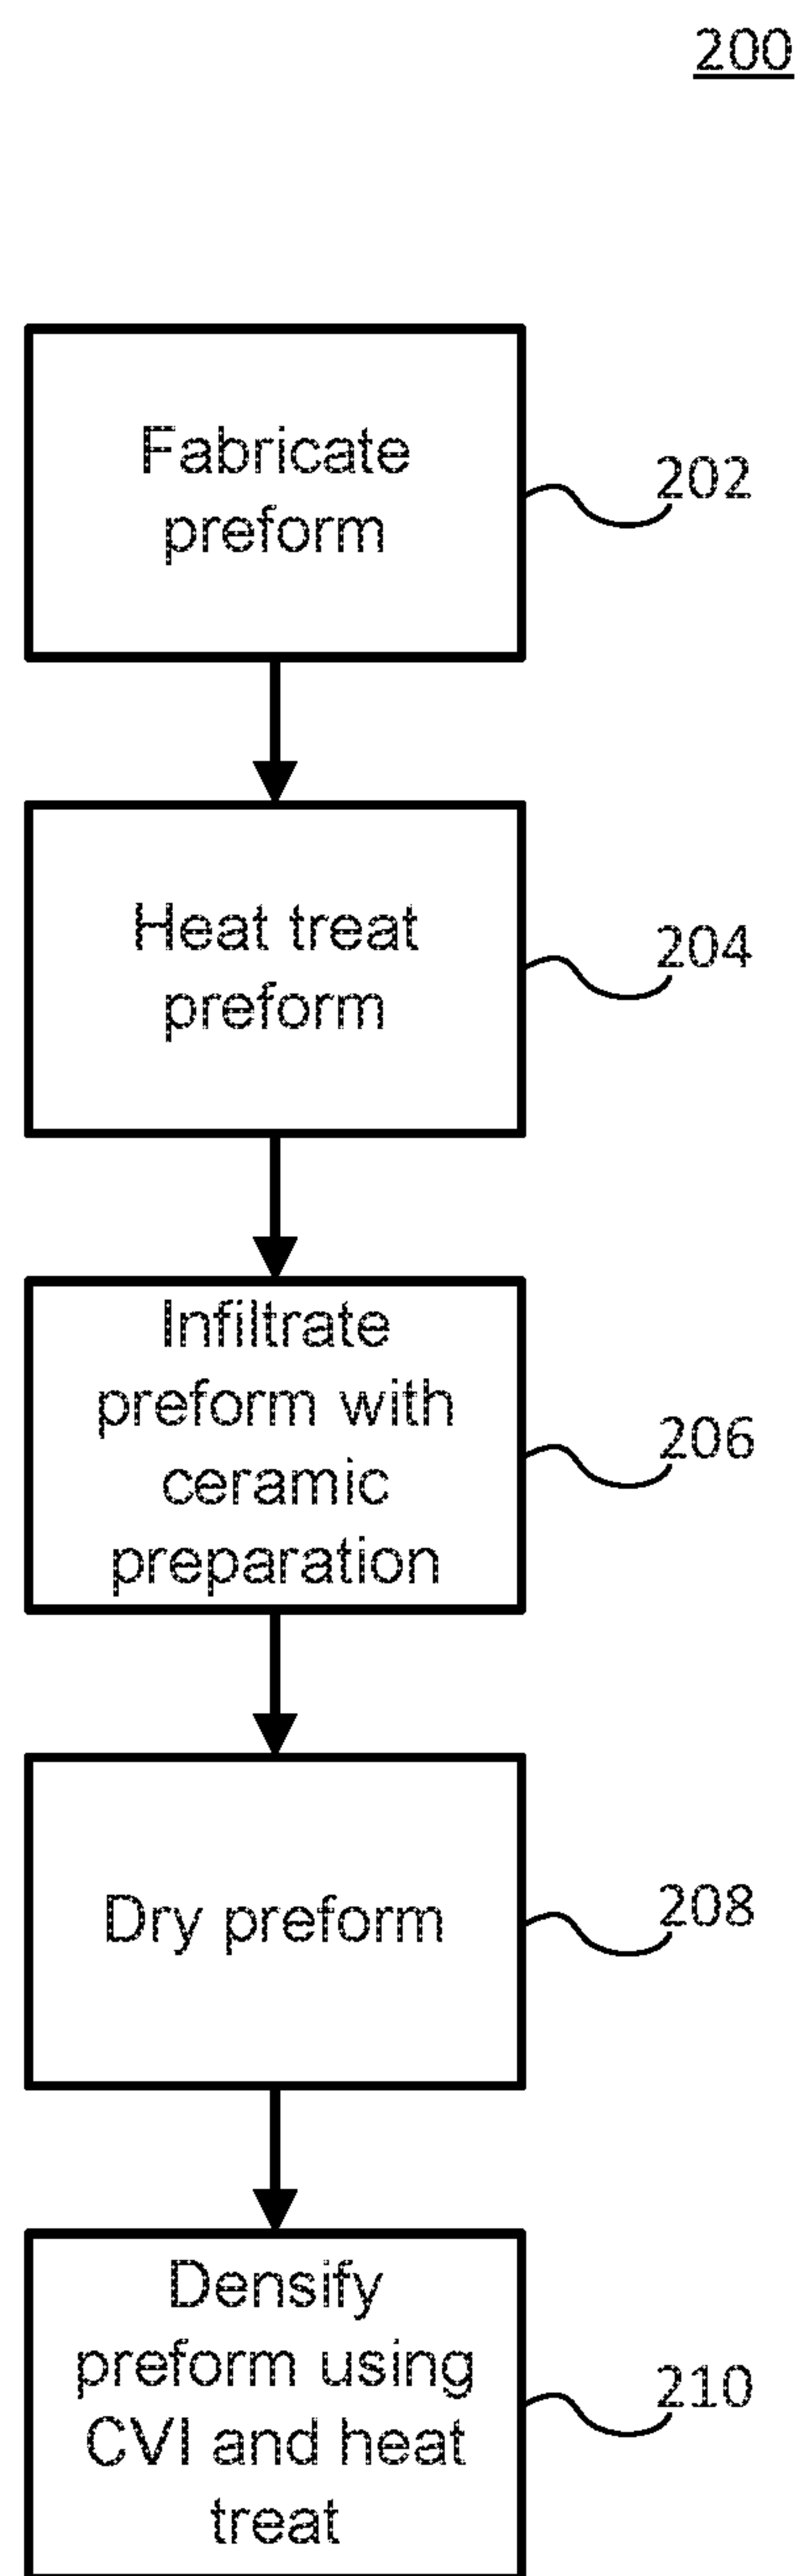 200
Fabricate
preform
202
Heat treat
preform
204
Infiltrate
preform with
ceramic
preparation
206
Dry preform
208
Densify
preform using
CVI and heat
treat
210